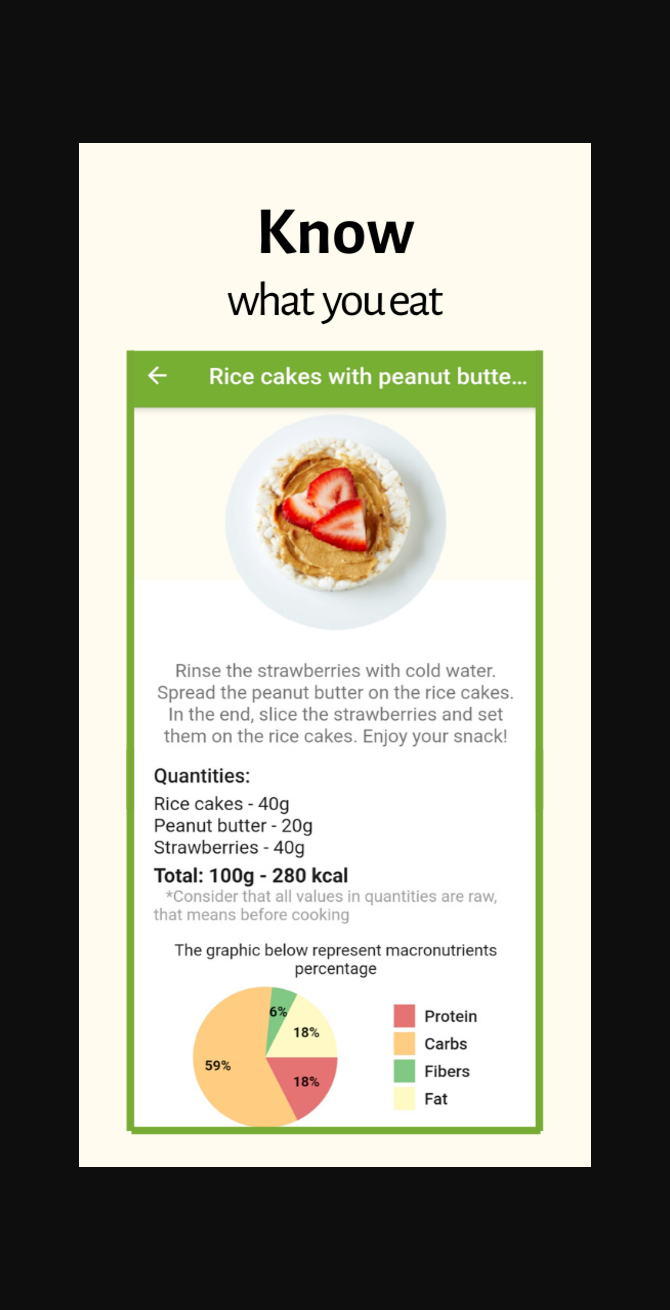 Know
what you eat
Rice cakes with peanut butte...
Rinse the strawberries with cold water.
Spread the peanut butter on the rice cakes.
In the end, slice the strawberries and set
them on the rice cakes. Enjoy your snack!
Quantities:
Rice cakes - 40g
Peanut butter - 20g
Strawberries - 40g
Total: 100g - 280 kcal
*Consider that all values in quantities are raw,
that means before cooking
The graphic below represent macronutrients
percentage
6%
18%
59%
18%
Protein
Carbs
Fibers
Fat